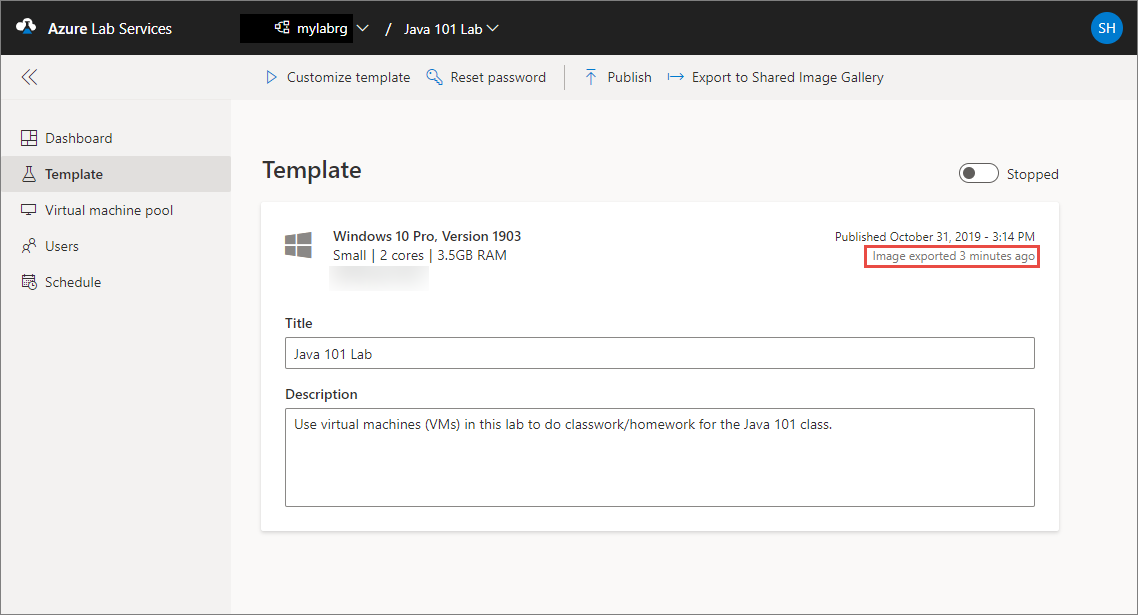 Azure Lab Services
mylabrg / Java 101 Lab
SH
Customize template
Reset password
Publish
Export to Shared Image Gallery
Dashboard
Template
Virtual machine pool
Users
Schedule
Template
Stopped
Windows 10 Pro, Version 1903
Small | 2 cores | 3.5GB RAM
Published October 31, 2019 - 3:14 PM
Image exported 3 minutes ago
Title
Java 101 Lab
Description
Use virtual machines (VMs) in this lab to do classwork/homework for the Java 101 class.